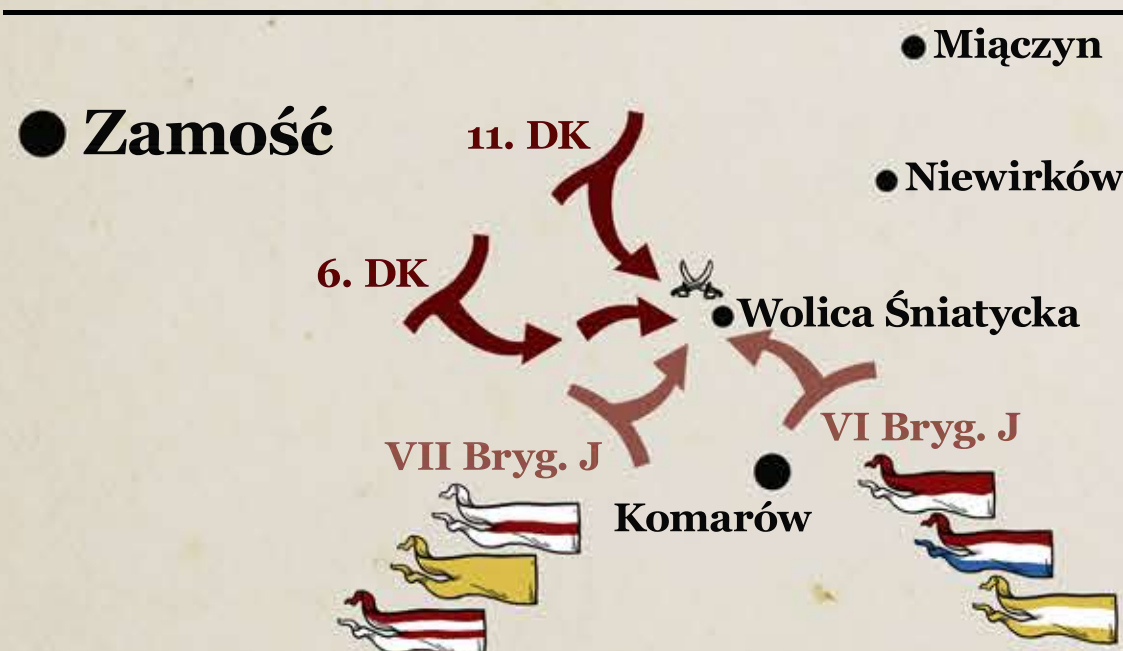 Miączyn
Zamość
11. DK
Niewirków
6. DK
Wolica Śniatycka
VI Bryg. J
VII Bryg. J
Komarów